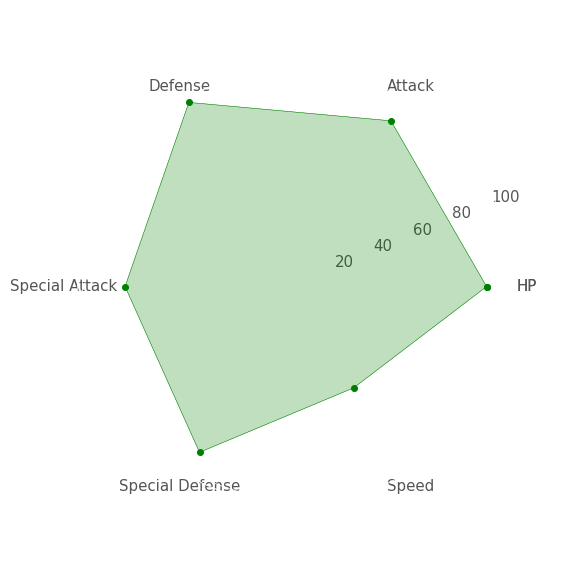 Defense
Attack
100
80
60
40
20
Special Attack
HP
Special Defense
Speed